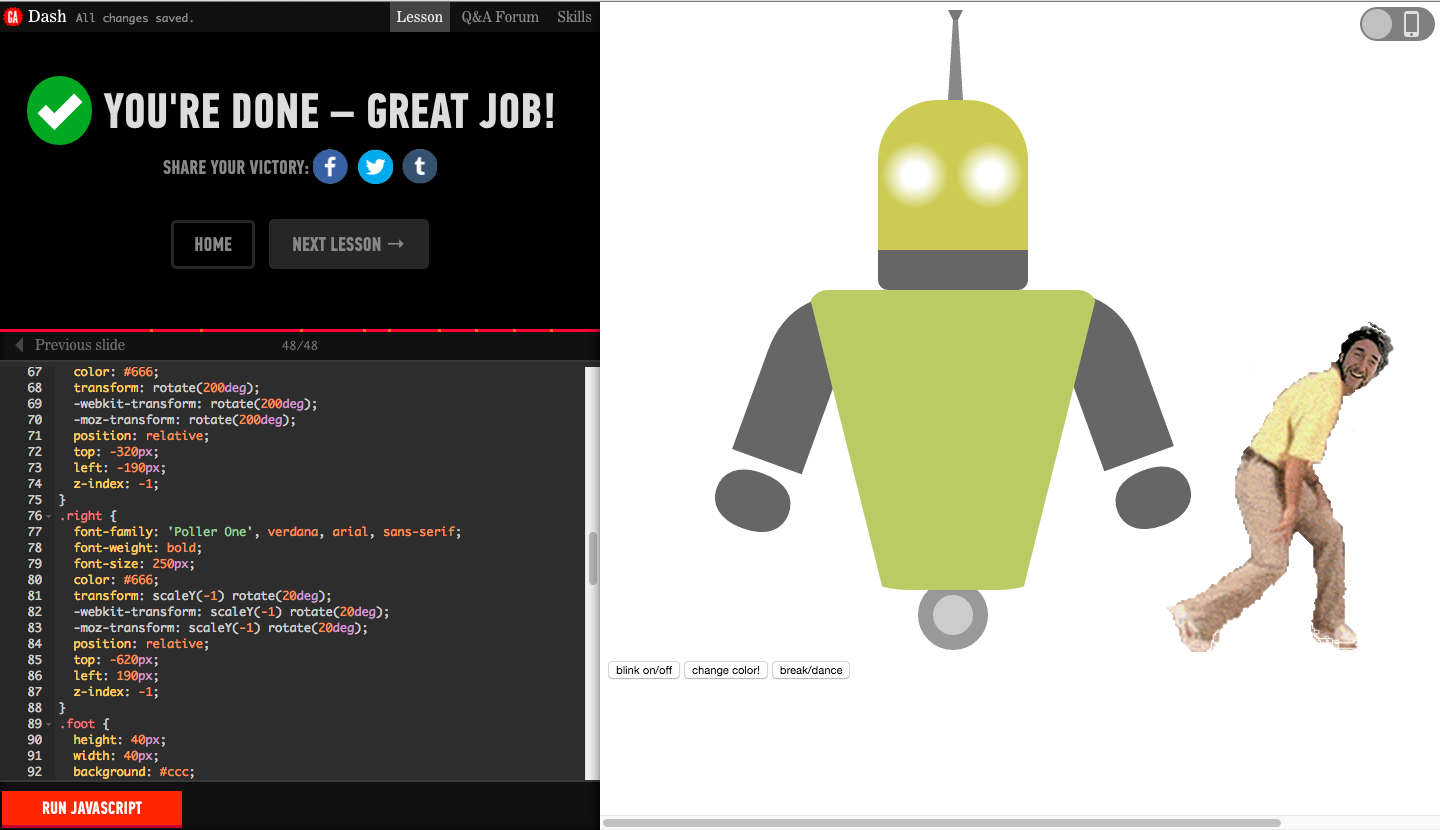 GA Dash All changes saved. Lesson Q&A Forum Skills
YOU'RE DONE – GREAT JOB!
SHARE YOUR VICTORY: f t
HOME NEXT LESSON →
Previous slide 48/48
67 color: #666;
68 transform: rotate(200deg);
69 -webkit-transform: rotate(200deg);
70 -moz-transform: rotate(200deg);
71 position: relative;
72 top: -320px;
73 left: -190px;
74 z-index: -1;
75 }
76 .right {
77 font-family: 'Poller One', verdana, arial, sans-serif;
78 font-weight: bold;
79 font-size: 250px;
80 color: #666;
81 transform: scaleY(-1) rotate(20deg);
82 -webkit-transform: scaleY(-1) rotate(20deg);
83 -moz-transform: scaleY(-1) rotate(20deg);
84 position: relative;
85 top: -620px;
86 left: 190px;
87 z-index: -1;
88 }
89 .foot {
90 height: 40px;
91 width: 40px;
92 background: #ccc;
RUN JAVASCRIPT
blink on/off change color! break/dance